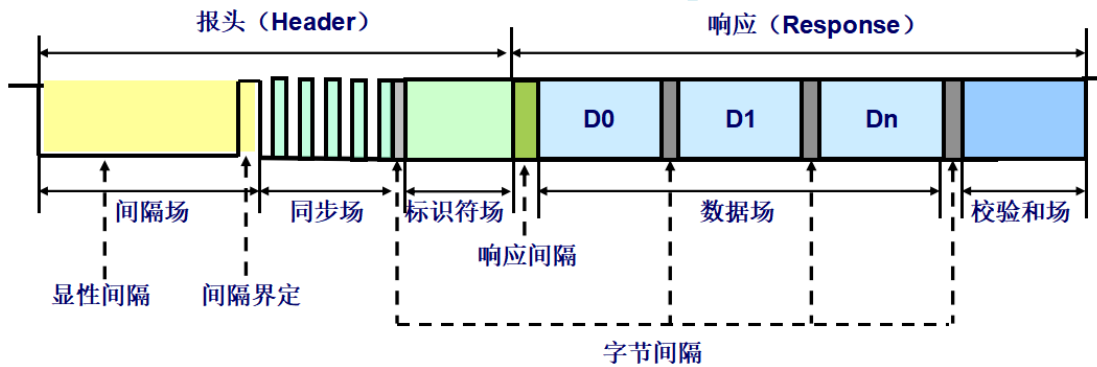 报头（Header）
响应（Response）
D0
D1
Dn
间隔场
同步场
标识符场
数据场
校验和场
响应间隔
显性间隔
间隔界定
字节间隔